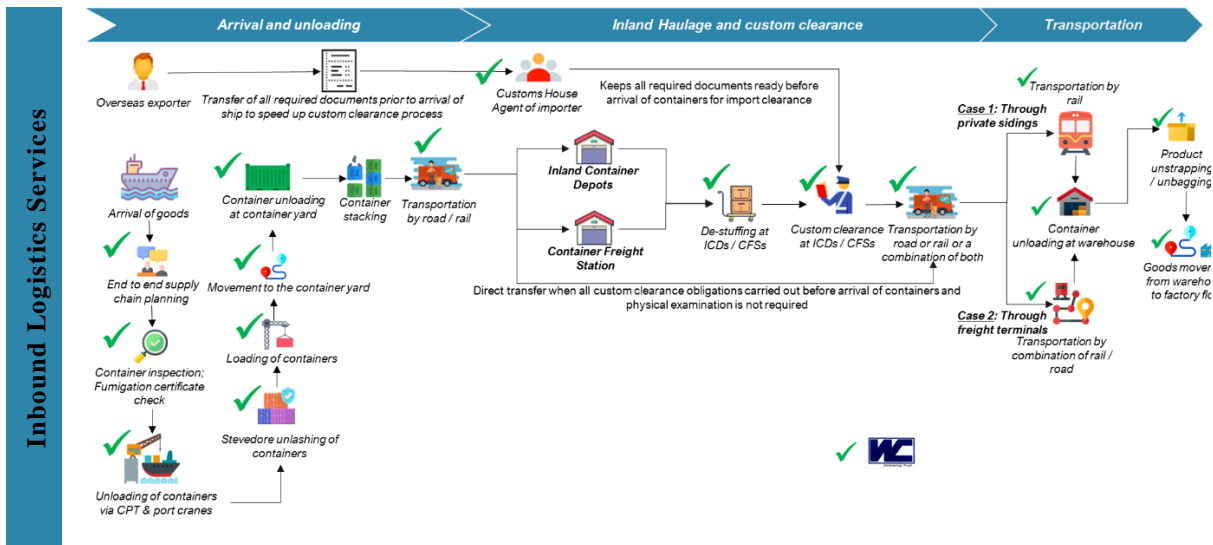 Inbound Logistics Services
Arrival and unloading
Inland Haulage and custom clearance
Transportation
Overseas exporter
Transfer of all required documents prior to arrival of
ship to speed up custom clearance process
Customs House
Agent of importer
Keeps all required documents ready before
arrival of containers for import clearance
Arrival of goods
End to end supply
chain planning
Container inspection;
Fumigation certificate
check
Unloading of containers
via CPT & port cranes
Stevedore unlashing of
containers
Loading of containers
Movement to the container yard
Container unloading
at container yard
Container
stacking
Transportation
by road / rail
Inland Container
Depots
Container Freight
Station
De-stuffing at
ICDs / CFSs
Custom clearance
at ICDs / CFSs
Transportation by
road or rail or a
combination of both
Direct transfer when all custom clearance obligations carried out before arrival of containers and
physical examination is not required
Case 1: Through
private sidings
Transportation by
rail
Container
unloading at warehouse
Case 2: Through
freight terminals
Transportation by
combination of rail /
road
Product
unstrapping
/ unbagging
Goods movem
from wareho
to factory flo
WC
Delivering Trust